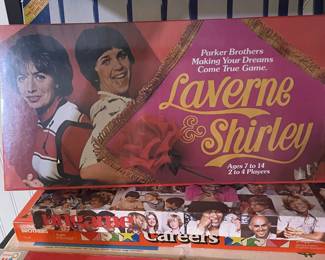 Parker Brothers
Making Your Dreams
Come True Game.
Laverne
& Shirley
Ages 7 to 14
2 to 4 Players
Careers